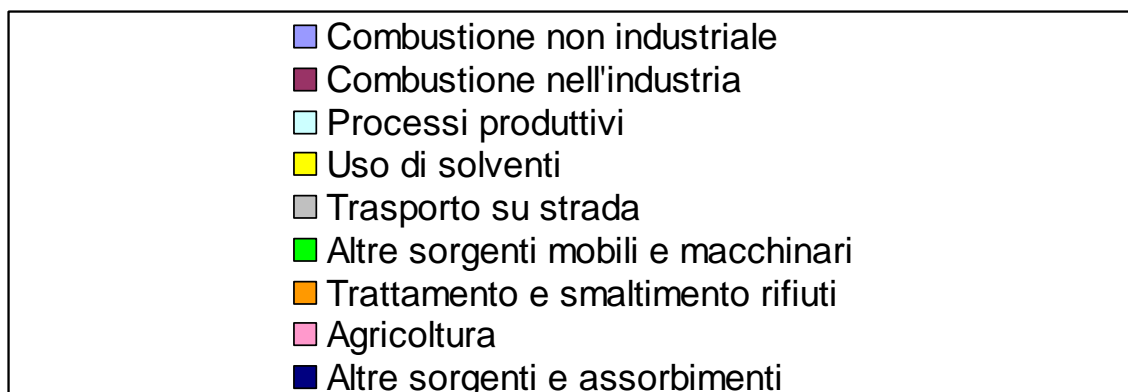 Combustione non industriale
Combustione nell'industria
Processi produttivi
Uso di solventi
Trasporto su strada
Altre sorgenti mobili e macchinari
Trattamento e smaltimento rifiuti
Agricoltura
Altre sorgenti e assorbimenti